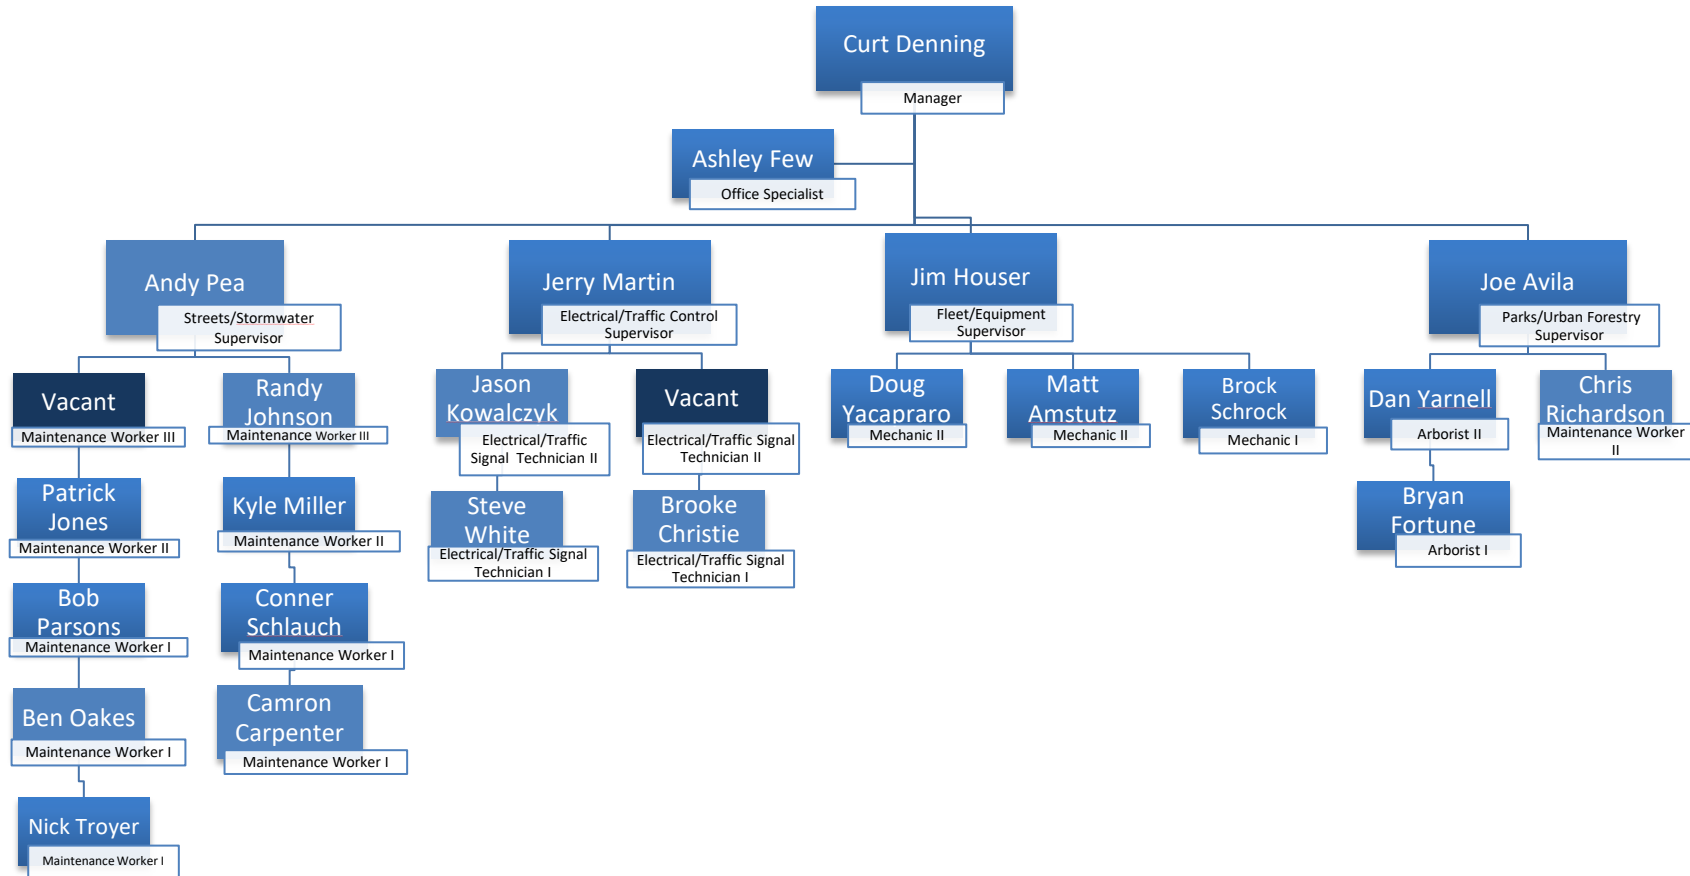 Curt Denning
Manager
Ashley Few
Office Specialist
Andy Pea
Streets/Stormwater
Supervisor
Jerry Martin
Electrical/Traffic Control
Supervisor
Jim Houser
Fleet/Equipment
Supervisor
Joe Avila
Parks/Urban Forestry
Supervisor
Vacant
Maintenance Worker III
Randy
Johnson
Maintenance Worker III
Jason
Kowalczyk
Electrical/Traffic
Signal Technician II
Vacant
Electrical/Traffic Signal
Technician II
Doug
Yacapraro
Mechanic II
Matt
Amstutz
Mechanic II
Brock
Schrock
Mechanic I
Dan Yarnell
Arborist II
Chris
Richardson
Maintenance Worker
II
Patrick
Jones
Maintenance Worker II
Kyle Miller
Maintenance Worker II
Steve
White
Electrical/Traffic Signal
Technician I
Brooke
Christie
Electrical/Traffic Signal
Technician I
Bryan
Fortune
Arborist I
Bob
Parsons
Maintenance Worker I
Conner
Schlauch
Maintenance Worker I
Ben Oakes
Maintenance Worker I
Camron
Carpenter
Maintenance Worker I
Nick Troyer
Maintenance Worker I